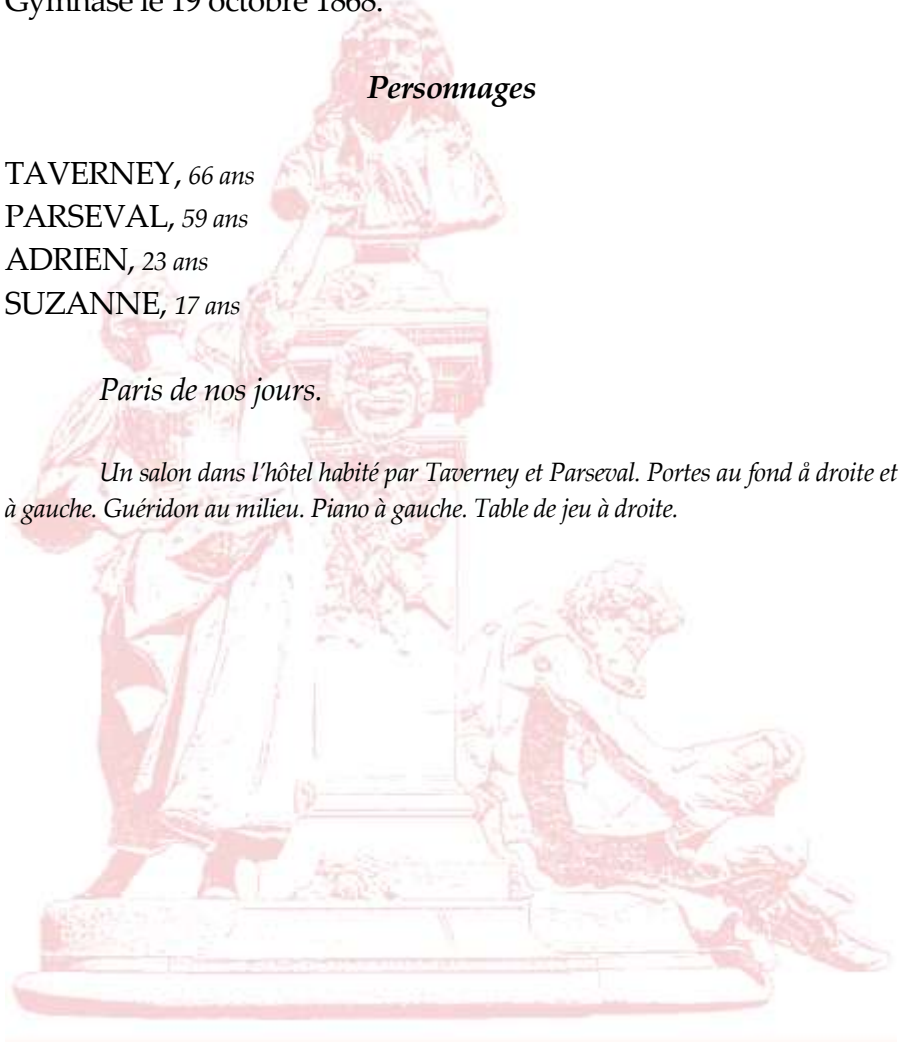 Gymnase le 19 octobre 1868.
Personnages
TAVERNEY, 66 ans
PARSEVAL, 59 ans
ADRIEN, 23 ans
SUZANNE, 17 ans
Paris de nos jours.
Un salon dans l’hôtel habité par Taverney et Parseval. Portes au fond å droite et
à gauche. Guéridon au milieu. Piano à gauche. Table de jeu à droite.